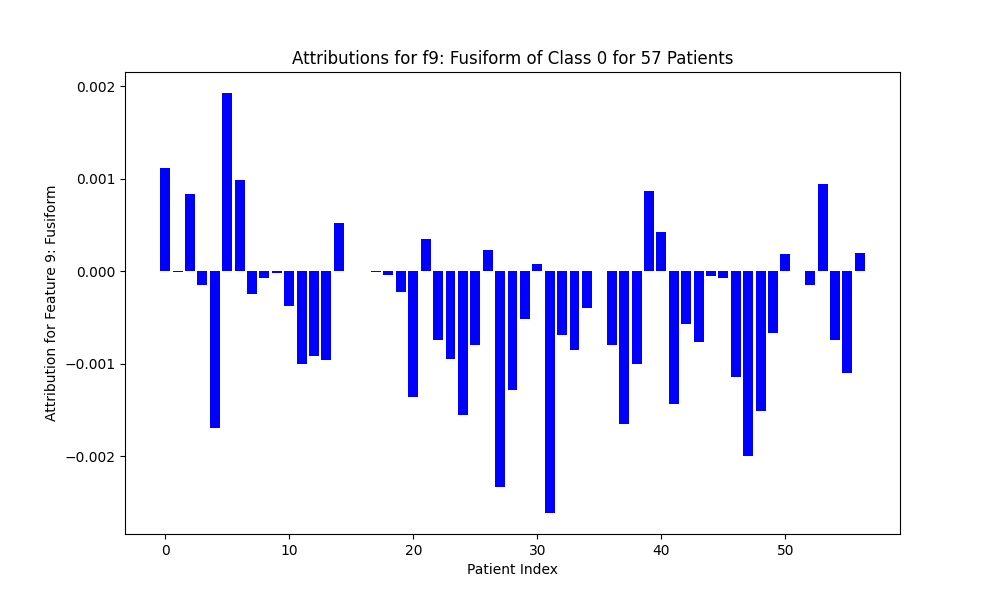 Attributions for f9: Fusiform of Class 0 for 57 Patients
Attribution for Feature 9: Fusiform
0.002
0.001
0.000
−0.001
−0.002
0 10 20 30 40 50
Patient Index